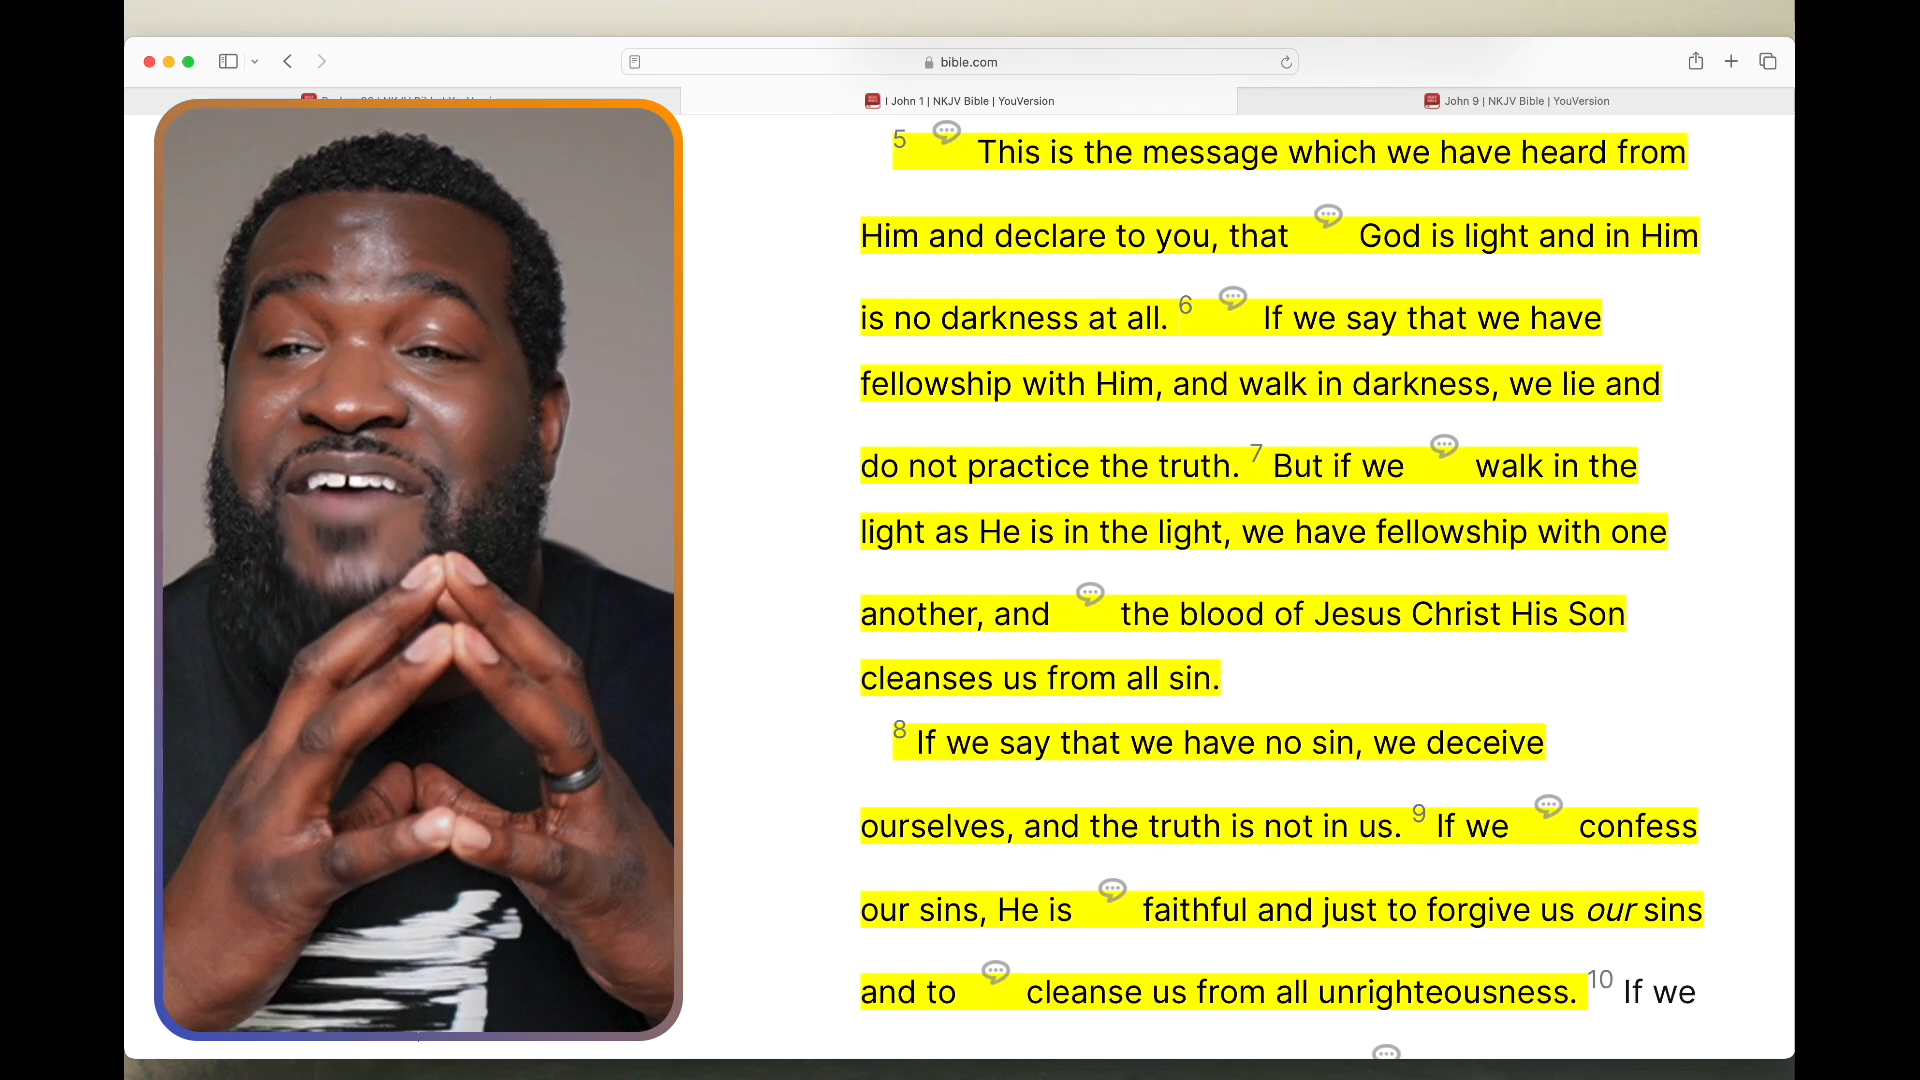 bible.com
I John 1 | NKJV Bible | YouVersion
John 9 | NKJV Bible | YouVersion
5 This is the message which we have heard from
Him and declare to you, that God is light and in Him
is no darkness at all. 6 If we say that we have
fellowship with Him, and walk in darkness, we lie and
do not practice the truth. 7 But if we walk in the
light as He is in the light, we have fellowship with one
another, and the blood of Jesus Christ His Son
cleanses us from all sin.
8 If we say that we have no sin, we deceive
ourselves, and the truth is not in us. 9 If we confess
our sins, He is faithful and just to forgive us our sins
and to cleanse us from all unrighteousness. 10 If we